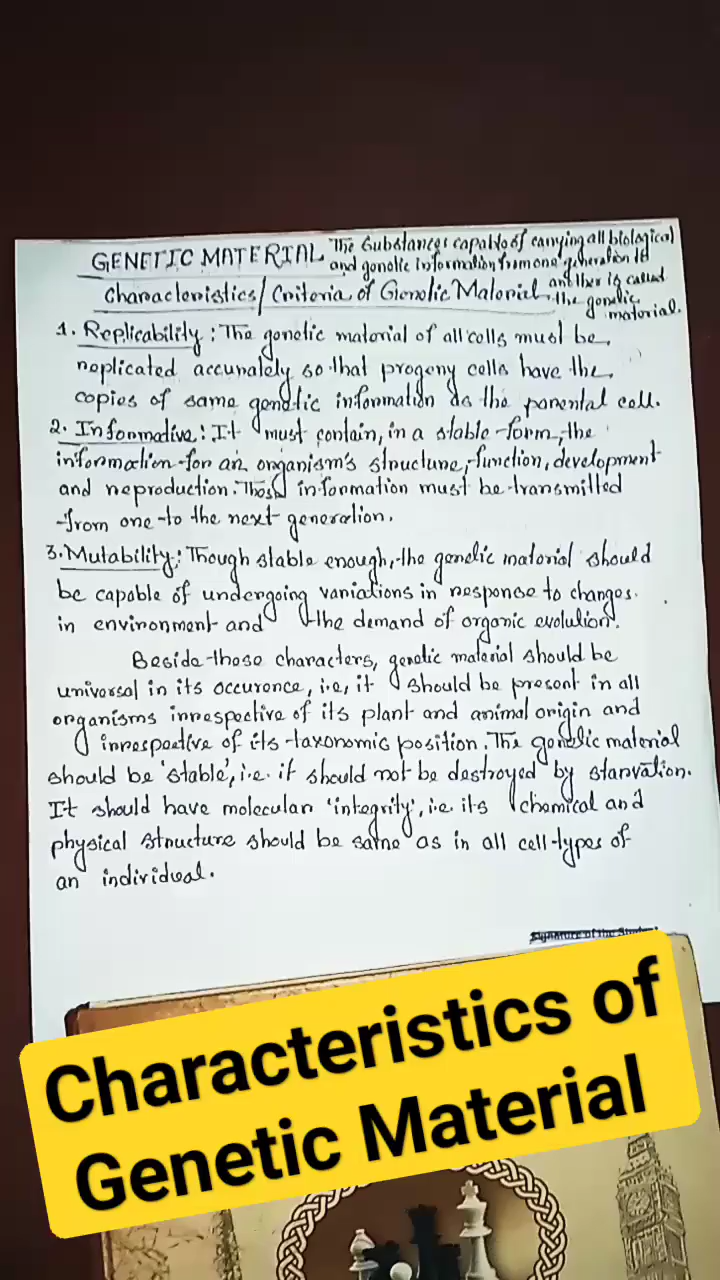 GENETIC MATERIAL The Substances capable of carrying all biological
and genetic information from one generation to
another is called
the genetic
material.
Characteristics/ Criteria of Genetic Material
1. Replicability: The genetic material of all cells must be
replicated accurately so that progeny cells have the
copies of same genetic information as the parental cell.
2. Informative: It must contain, in a stable form, the
information for an organism's structure, function, development
and reproduction. These information must be transmitted
from one to the next generation.
3. Mutability: Though stable enough, the genetic material should
be capable of undergoing variations in response to changes
in environment and the demand of organic evolution.
Beside these characters, genetic material should be
universal in its occurence, i.e, it should be present in all
organisms irrespective of its plant and animal origin and
irrespective of its taxonomic position. The genetic material
should be 'stable', i.e. it should not be destroyed by starvation.
It should have molecular 'integrity', i.e. its chemical and
physical structure should be same as in all cell-types of
an individual.
Signature of the Student
Characteristics of
Genetic Material